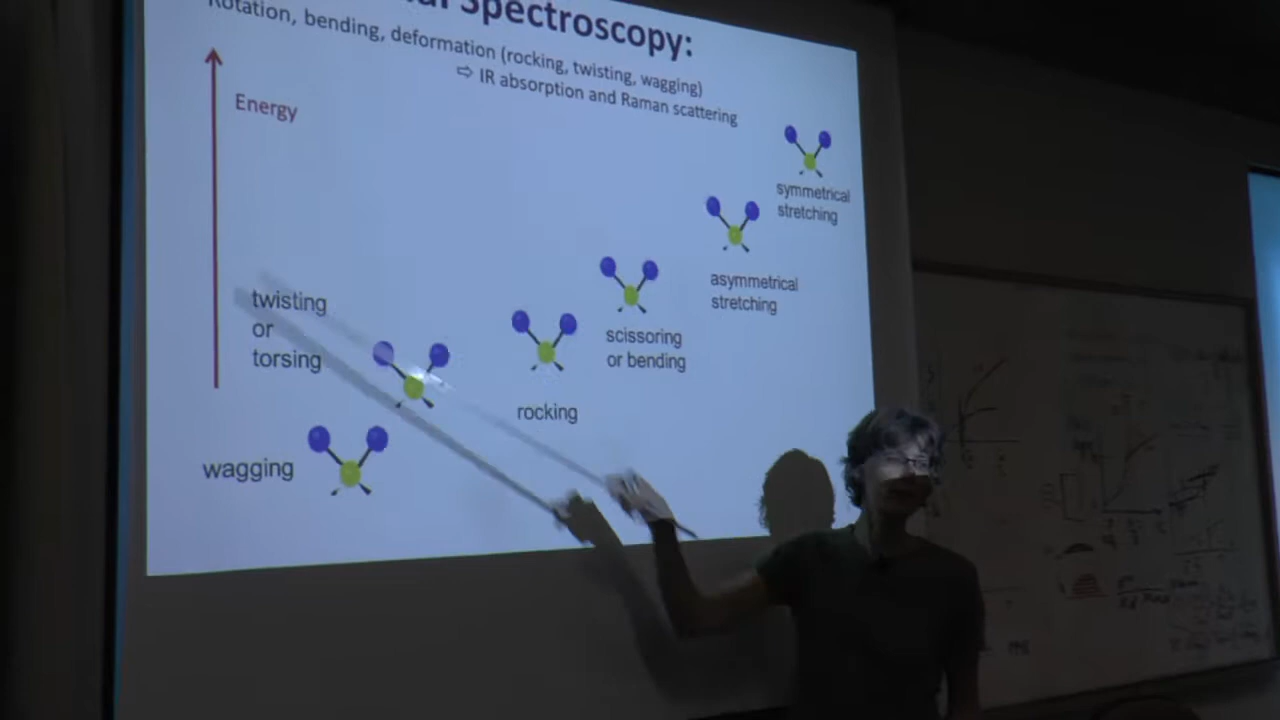 Spectroscopy:
Rotation, bending, deformation (rocking, twisting, wagging)
⇨ IR absorption and Raman scattering
Energy
symmetrical
stretching
asymmetrical
stretching
scissoring
or bending
twisting
or
torsing
rocking
wagging